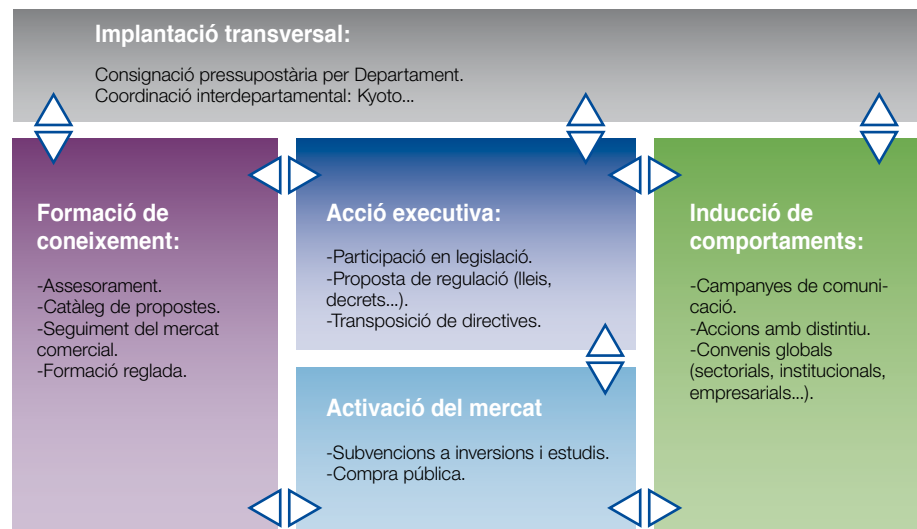 Implantació transversal:
Consignació pressupostària per Departament.
Coordinació interdepartamental: Kyoto...
Formació de
coneixement:
-Assesorament.
-Catàleg de propostes.
-Seguiment del mercat
comercial.
-Formació reglada.
Acció executiva:
-Participació en legislació.
-Proposta de regulació (lleis,
decrets...).
-Transposició de directives.
Activació del mercat
-Subvencions a inversions i estudis.
-Compra pública.
Inducció de
comportaments:
-Campanyes de comuni-
cació.
-Accions amb distintiu.
-Convenis globals
(sectorials, institucionals,
empresarials...).